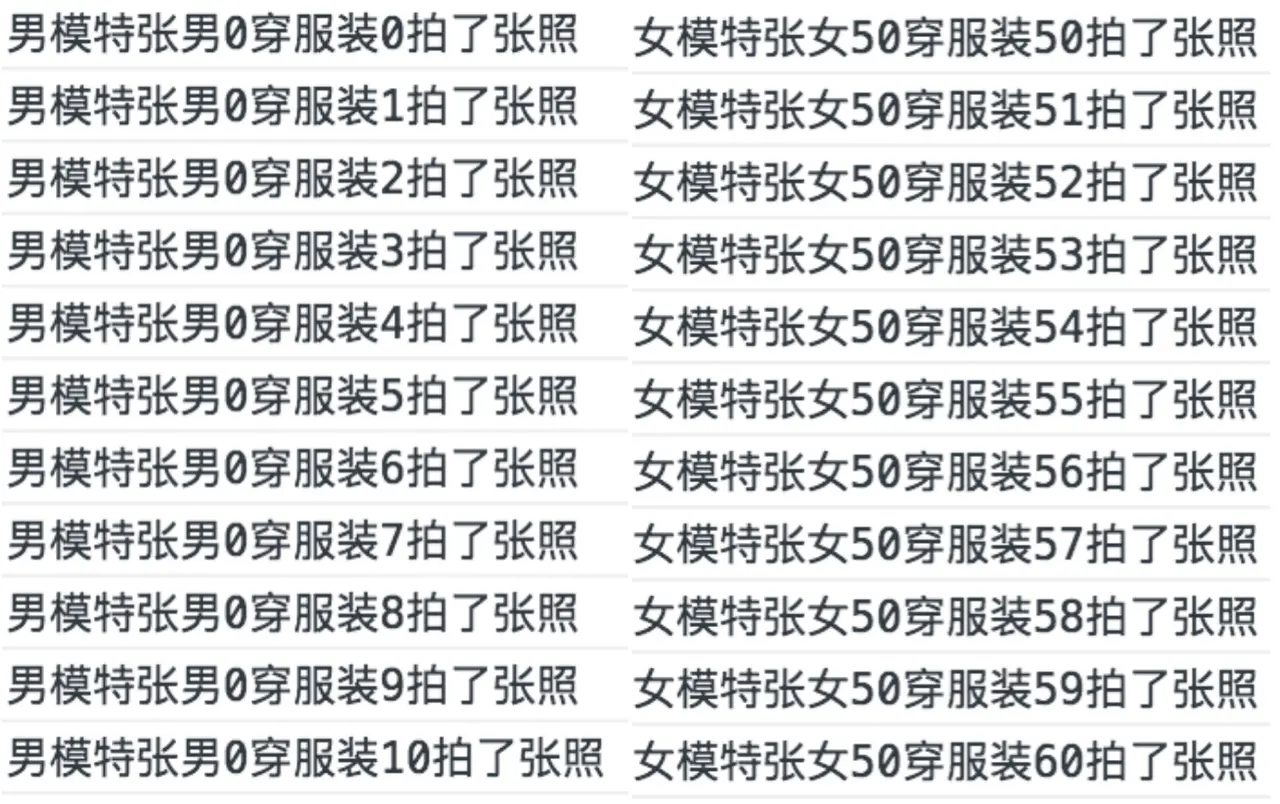 男模特张男0穿服装0拍了张照
男模特张男0穿服装1拍了张照
男模特张男0穿服装2拍了张照
男模特张男0穿服装3拍了张照
男模特张男0穿服装4拍了张照
男模特张男0穿服装5拍了张照
男模特张男0穿服装6拍了张照
男模特张男0穿服装7拍了张照
男模特张男0穿服装8拍了张照
男模特张男0穿服装9拍了张照
男模特张男0穿服装10拍了张照
女模特张女50穿服装50拍了张照
女模特张女50穿服装51拍了张照
女模特张女50穿服装52拍了张照
女模特张女50穿服装53拍了张照
女模特张女50穿服装54拍了张照
女模特张女50穿服装55拍了张照
女模特张女50穿服装56拍了张照
女模特张女50穿服装57拍了张照
女模特张女50穿服装58拍了张照
女模特张女50穿服装59拍了张照
女模特张女50穿服装60拍了张照